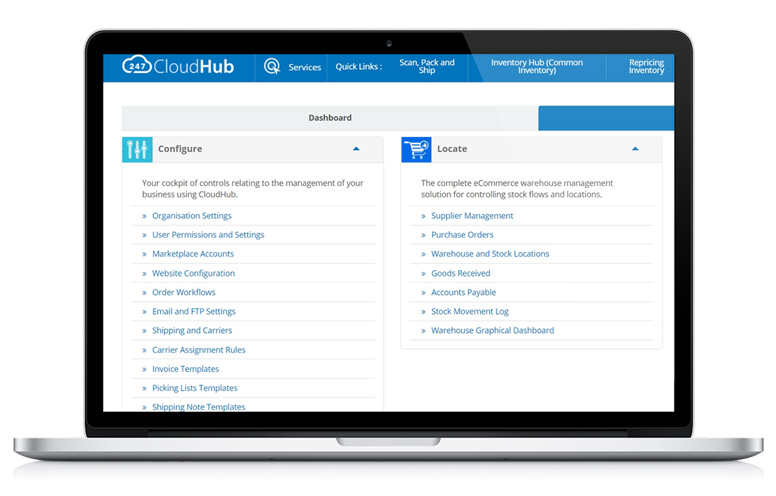 247 CloudHub
Services
Quick Links :
Scan, Pack and
Ship
Inventory Hub (Common
Inventory)
Repricing
Inventory
Dashboard
Configure
Your cockpit of controls relating to the management of your
business using CloudHub.
» Organisation Settings
» User Permissions and Settings
» Marketplace Accounts
» Website Configuration
» Order Workflows
» Email and FTP Settings
» Shipping and Carriers
» Carrier Assignment Rules
» Invoice Templates
» Picking Lists Templates
» Shipping Note Templates
Locate
The complete eCommerce warehouse management
solution for controlling stock flows and locations.
» Supplier Management
» Purchase Orders
» Warehouse and Stock Locations
» Goods Received
» Accounts Payable
» Stock Movement Log
» Warehouse Graphical Dashboard